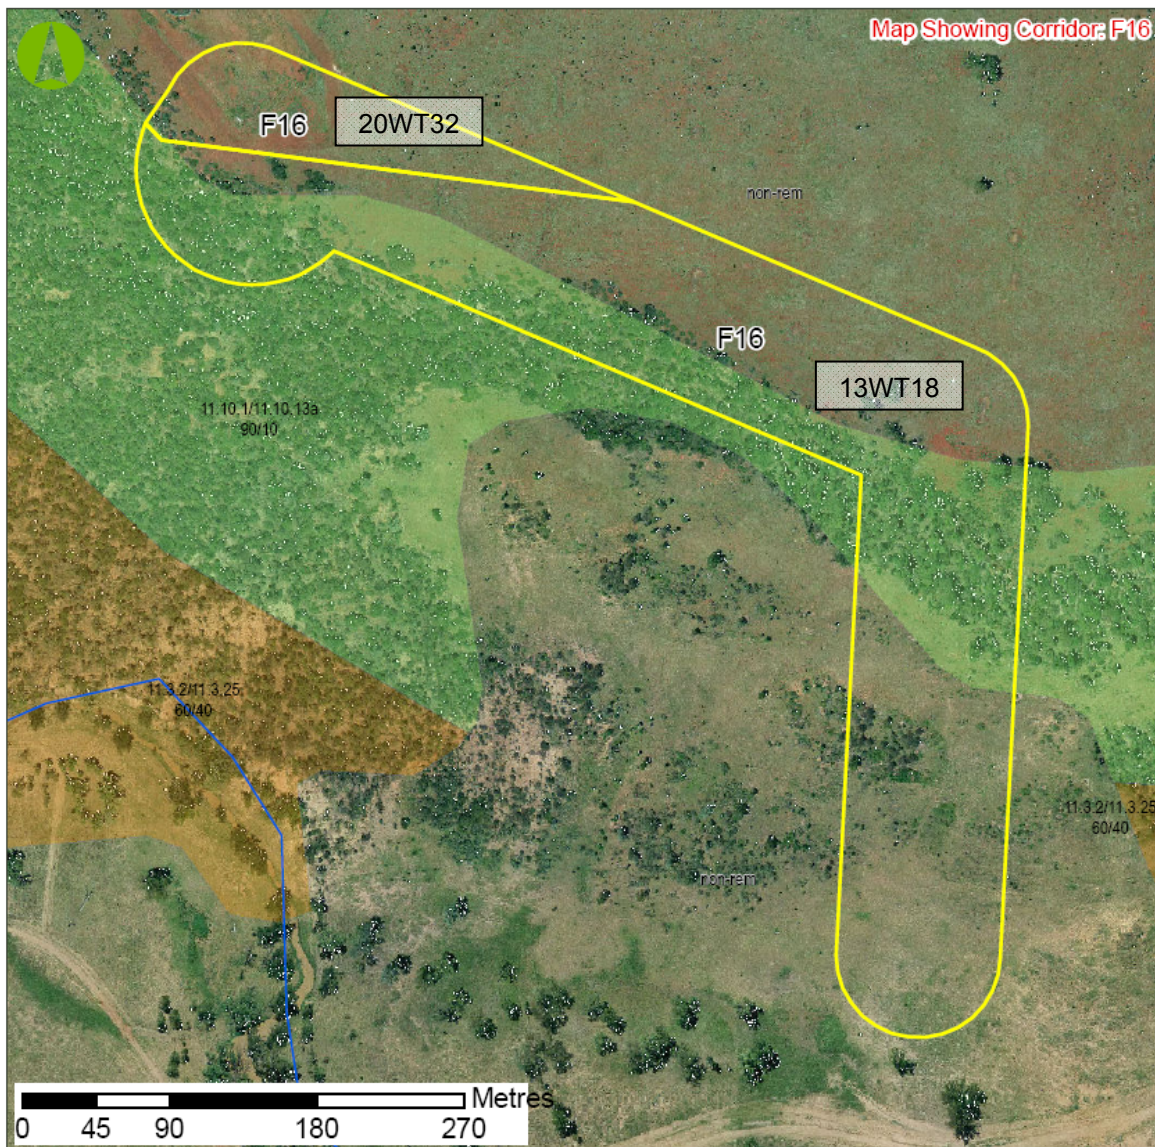 Map Showing Corridor: F16
F16
20WT32
non-rem
F16
13WT18
11.10.1/11.10.13a
90/10
11.3.2/11.3.25
60/40
11.3.2/11.3.25
60/40
non-rem
Metres
0 45 90 180 270